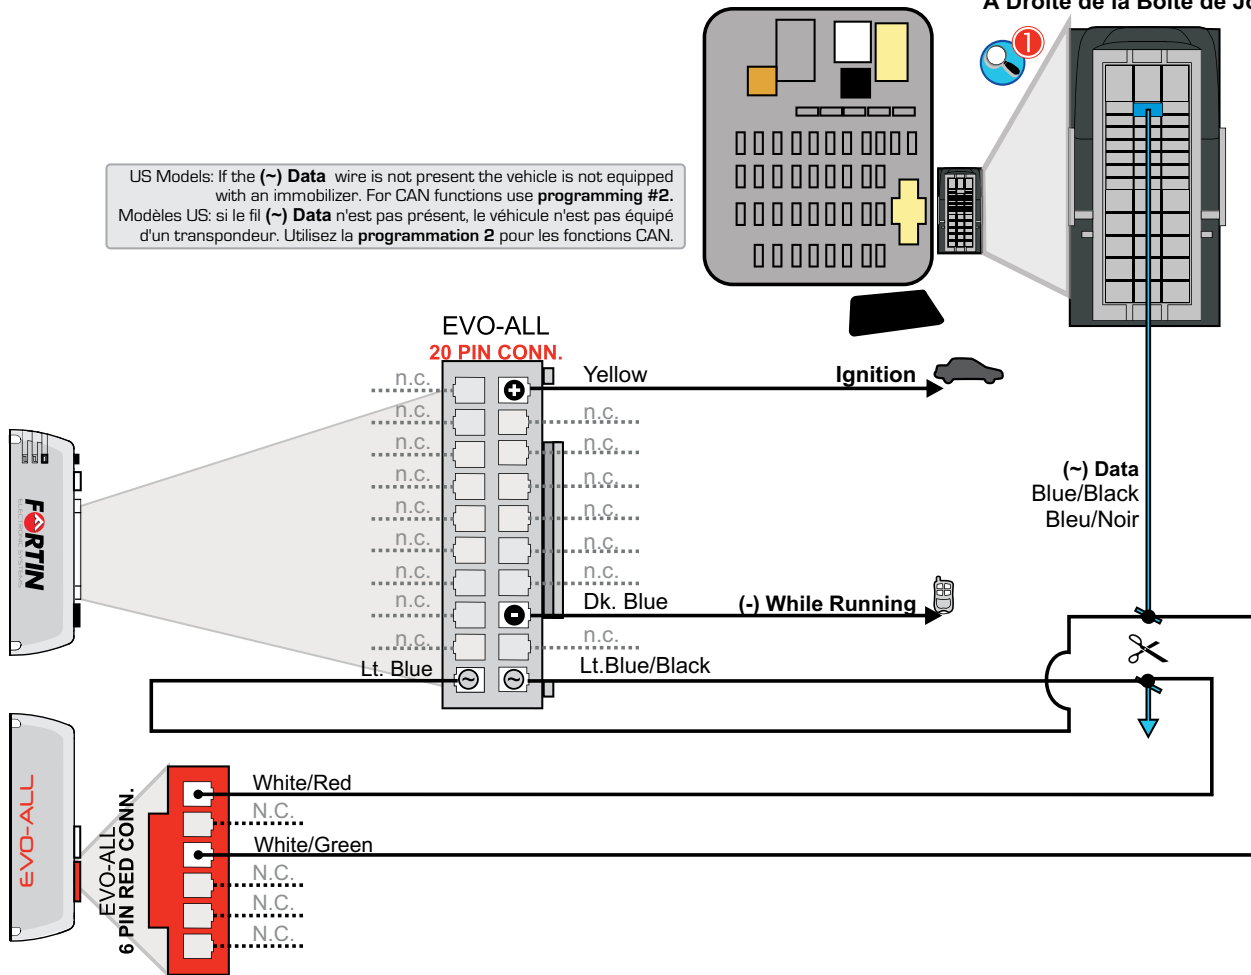 A Droite de la Boîte de Jo
1
US Models: If the (~) Data wire is not present the vehicle is not equipped
with an immobilizer. For CAN functions use programming #2.
Modèles US: si le fil (~) Data n'est pas présent, le véhicule n'est pas équipé
d'un transpondeur. Utilisez la programmation 2 pour les fonctions CAN.
EVO-ALL
20 PIN CONN.
n.c.
Yellow
Ignition
n.c.
n.c.
n.c.
n.c.
n.c.
n.c.
n.c.
n.c.
n.c.
n.c.
n.c.
n.c.
n.c.
Dk. Blue
(-) While Running
n.c.
n.c.
n.c.
Lt. Blue
Lt.Blue/Black
(~) Data
Blue/Black
Bleu/Noir
FORTIN
ELECTRONIC SYSTEMS
EVO-ALL
EVO-ALL
6 PIN RED CONN.
White/Red
N.C.
White/Green
N.C.
N.C.
N.C.